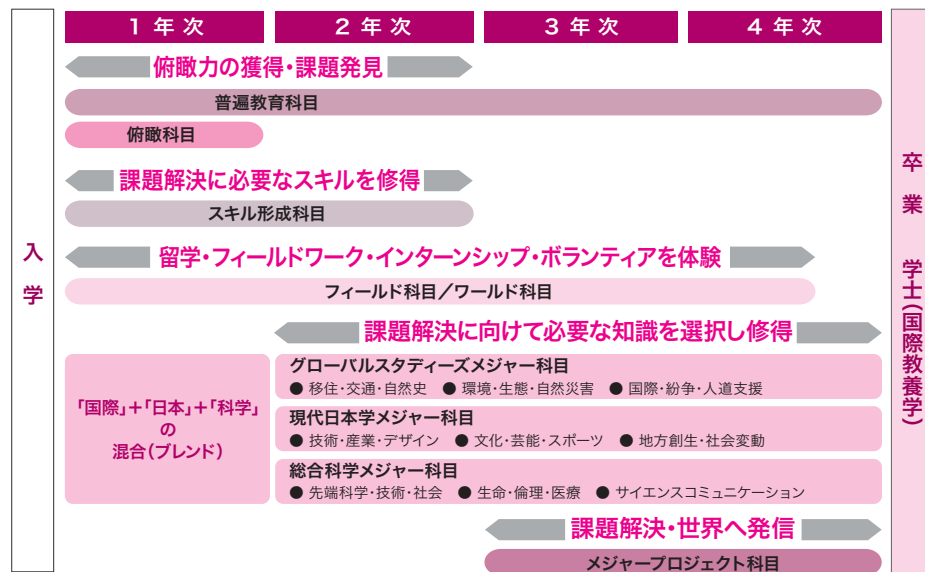 1 年 次
2 年 次
3 年 次
4 年 次
俯瞰力の獲得・課題発見
普遍教育科目
俯瞰科目
課題解決に必要なスキルを修得
スキル形成科目
入学
留学・フィールドワーク・インターンシップ・ボランティアを体験
フィールド科目／ワールド科目
課題解決に向けて必要な知識を選択し修得
「国際」＋「日本」＋「科学」
の
混合（ブレンド）
グローバルスタディーズメジャー科目
● 移住・交通・自然史 ● 環境・生態・自然災害 ● 国際・紛争・人道支援
現代日本学メジャー科目
● 技術・産業・デザイン ● 文化・芸能・スポーツ ● 地方創生・社会変動
総合科学メジャー科目
● 先端科学・技術・社会 ● 生命・倫理・医療 ● サイエンスコミュニケーション
課題解決・世界へ発信
メジャープロジェクト科目
卒業 学士（国際教養学）